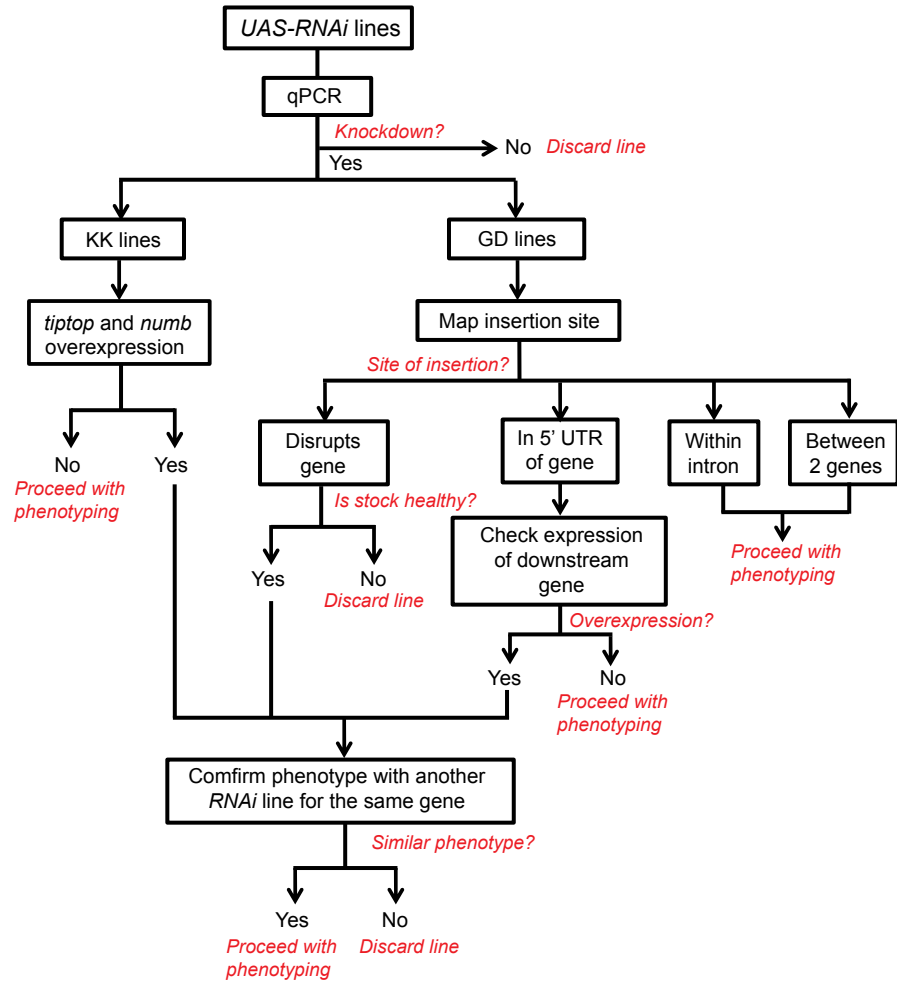 UAS-RNAi lines
qPCR
Knockdown?
No Discard line
Yes
KK lines
GD lines
tiptop and numb
overexpression
Map insertion site
Site of insertion?
No
Proceed with
phenotyping
Yes
Disrupts
gene
In 5' UTR
of gene
Within
intron
Between
2 genes
Is stock healthy?
Yes
No
Discard line
Check expression
of downstream
gene
Proceed with
phenotyping
Overexpression?
Yes
No
Proceed with
phenotyping
Comfirm phenotype with another
RNAi line for the same gene
Similar phenotype?
Yes
Proceed with
phenotyping
No
Discard line